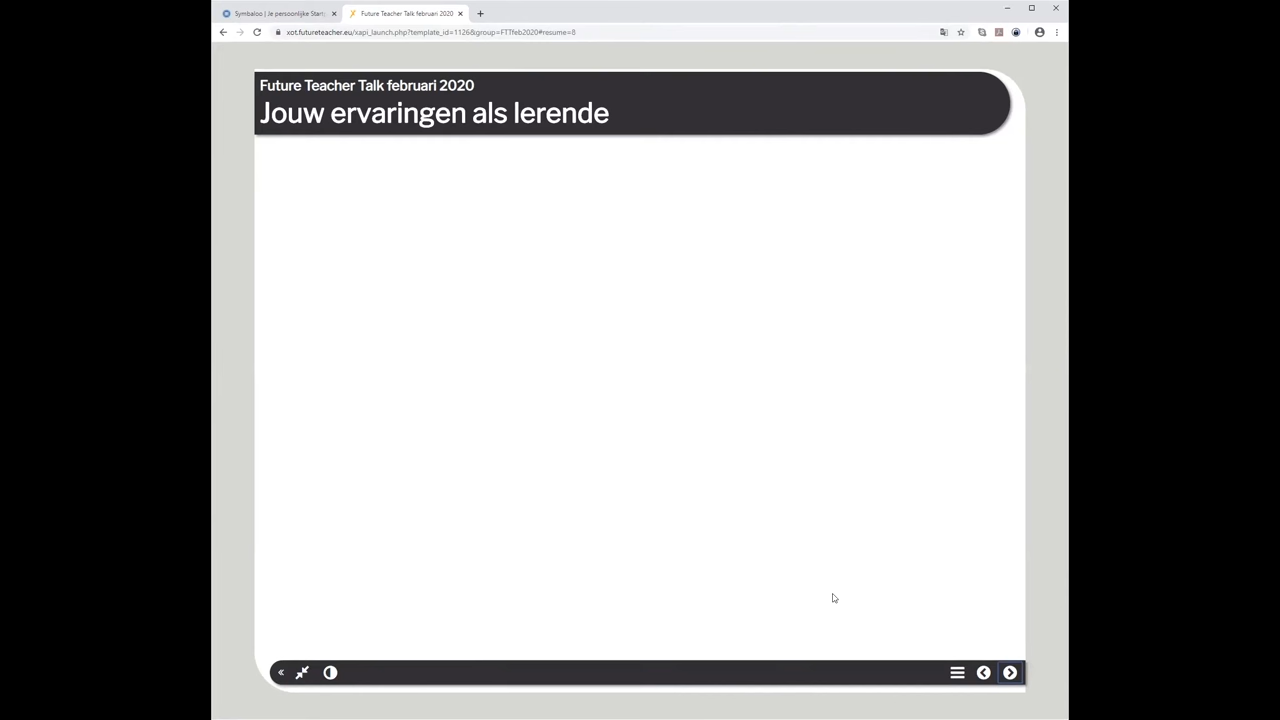 Symbaloo | Je persoonlijke Start
Future Teacher Talk februari 2020
xot.futureteacher.eu/xapi_launch.php?template_id=1126&group=FTTfeb2020#resume=8
Future Teacher Talk februari 2020
Jouw ervaringen als lerende